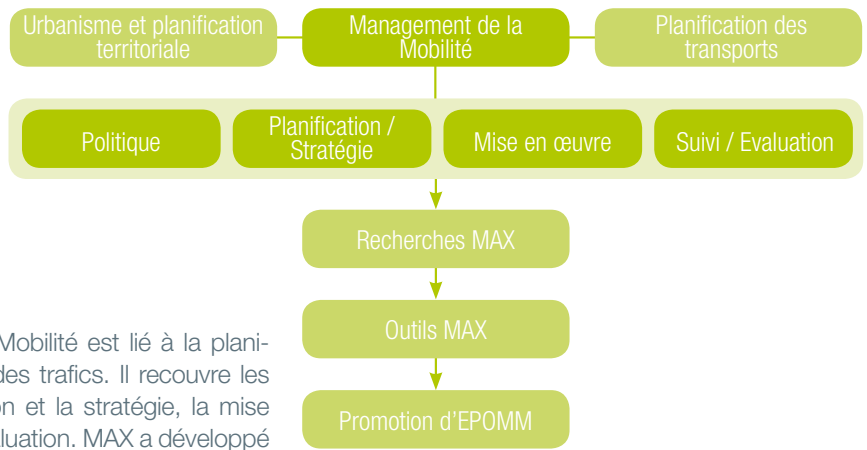 Urbanisme et planification
territoriale
Management de la
Mobilité
Planification des
transports
Politique
Planification /
Stratégie
Mise en œuvre
Suivi / Evaluation
Recherches MAX
Outils MAX
Promotion d'EPOMM
Mobilité est lié à la plani-
des trafics. Il recouvre les
on et la stratégie, la mise
aluation. MAX a développé